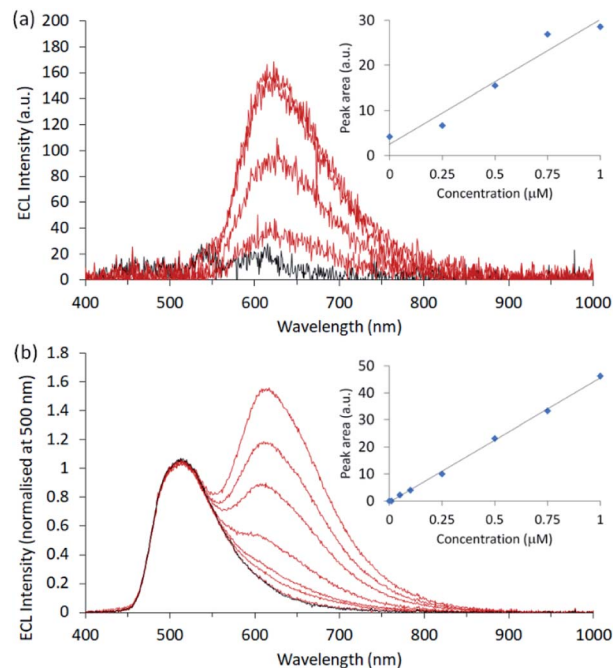 (a)
ECL Intensity (a.u.)
200
180
160
140
120
100
80
60
40
20
0
400 500 600 700 800 900 1000
Wavelength (nm)
Peak area (a.u.)
30
20
10
0
0 0.25 0.5 0.75 1
Concentration (μM)
(b)
ECL Intensity (normalised at 500 nm)
1.8
1.6
1.4
1.2
1
0.8
0.6
0.4
0.2
0
400 500 600 700 800 900 1000
Wavelength (nm)
Peak area (a.u.)
50
40
30
20
10
0
0 0.25 0.5 0.75 1
Concentration (μM)